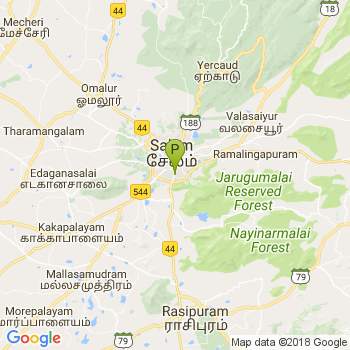 Mecheri
மேச்சேரி
44
18
Yercaud
ஏற்காடு
Omalur
ஓமலூர்
Valasaiyur
வலசையூர்
188
44
Tharamangalam
Salem
சேலம்
P
Ramalingapuram
Edaganasalai
எடகானசாலை
Jarugumalai
Reserved
Forest
544
Kakapalayam
காக்காபாளையம்
Nayinarmalai
Forest
44
Mallasamudram
மல்லசமுத்திரம்
79
Morepalayam
மார்ப்பாளையம்
Rasipuram
ராசிபுரம்
79
Google
Map data ©2018 Google